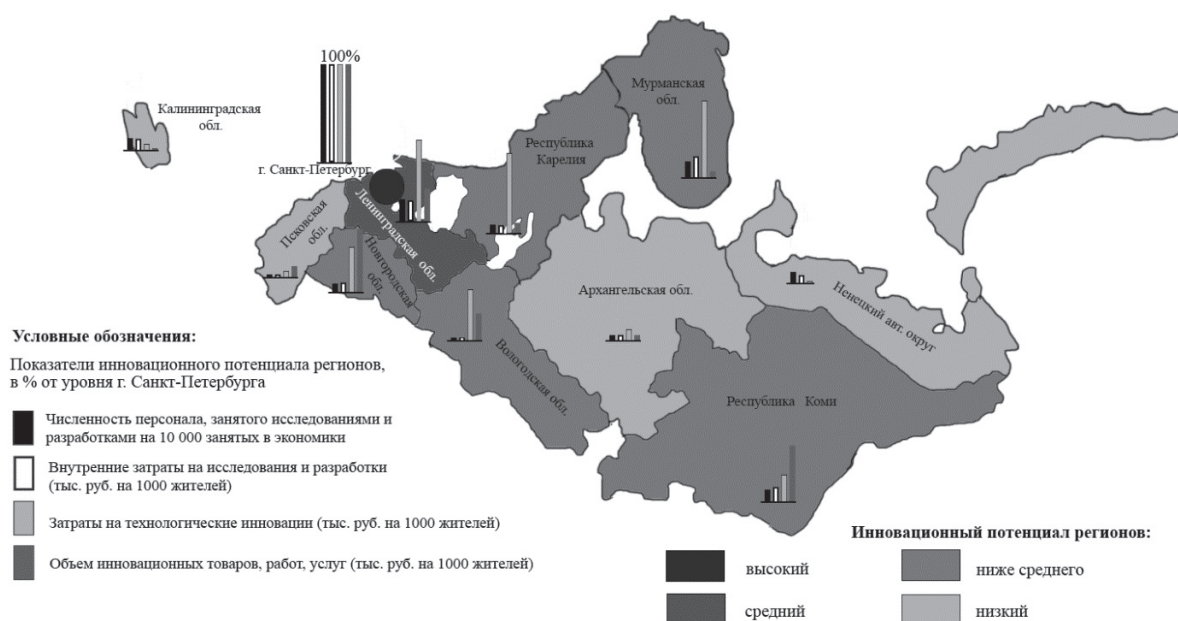 100%
Калининградская
обл.
г. Санкт-Петербург
Мурманская
обл.
Республика
Карелия
Псковская
обл.
Ленинградская обл.
Новгородская
обл.
Вологодская обл.
Архангельская обл.
Ненецкий авт. округ
Республика Коми
Условные обозначения:
Показатели инновационного потенциала регионов,
в % от уровня г. Санкт-Петербурга
Численность персонала, занятого исследованиями и
разработками на 10 000 занятых в экономики
Внутренние затраты на исследования и разработки
(тыс. руб. на 1000 жителей)
Затраты на технологические инновации (тыс. руб. на 1000 жителей)
Объем инновационных товаров, работ, услуг (тыс. руб. на 1000 жителей)
Инновационный потенциал регионов:
высокий
средний
ниже среднего
низкий